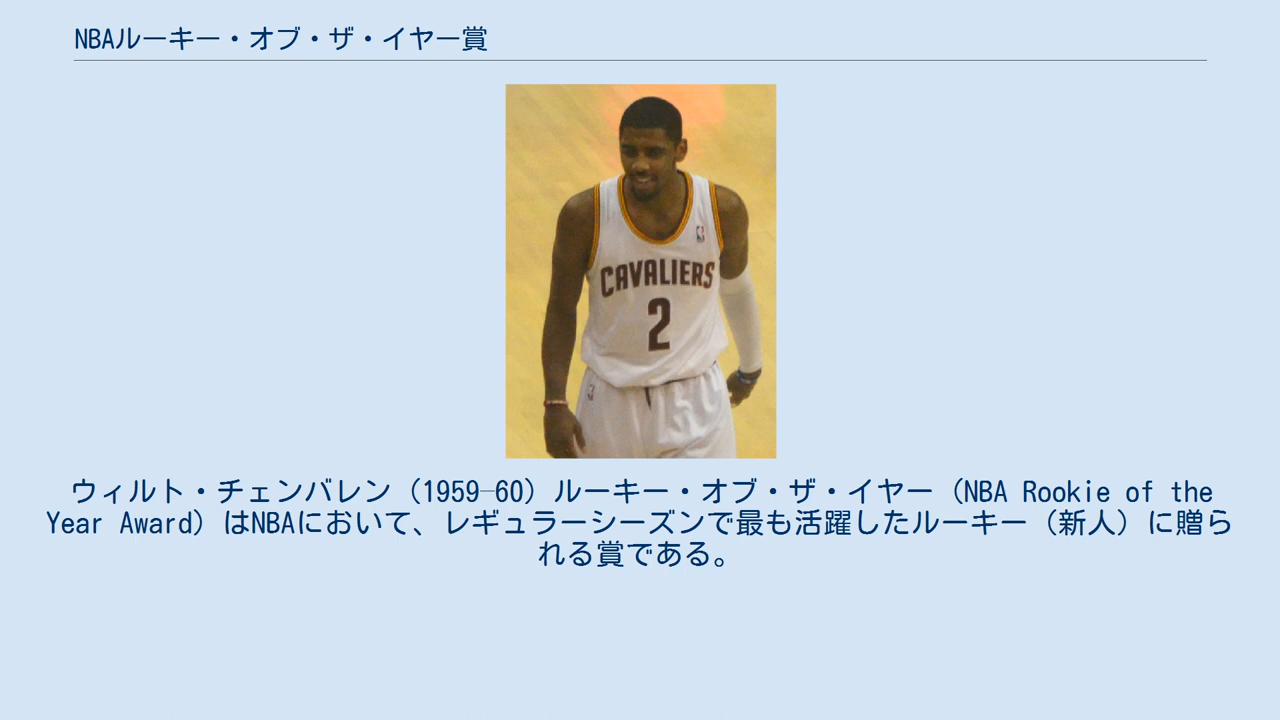 NBAルーキー・オブ・ザ・イヤー賞
CAVALIERS
2
ウィルト・チェンバレン（1959–60）ルーキー・オブ・ザ・イヤー（NBA Rookie of the
Year Award）はNBAにおいて、レギュラーシーズンで最も活躍したルーキー（新人）に贈ら
れる賞である。